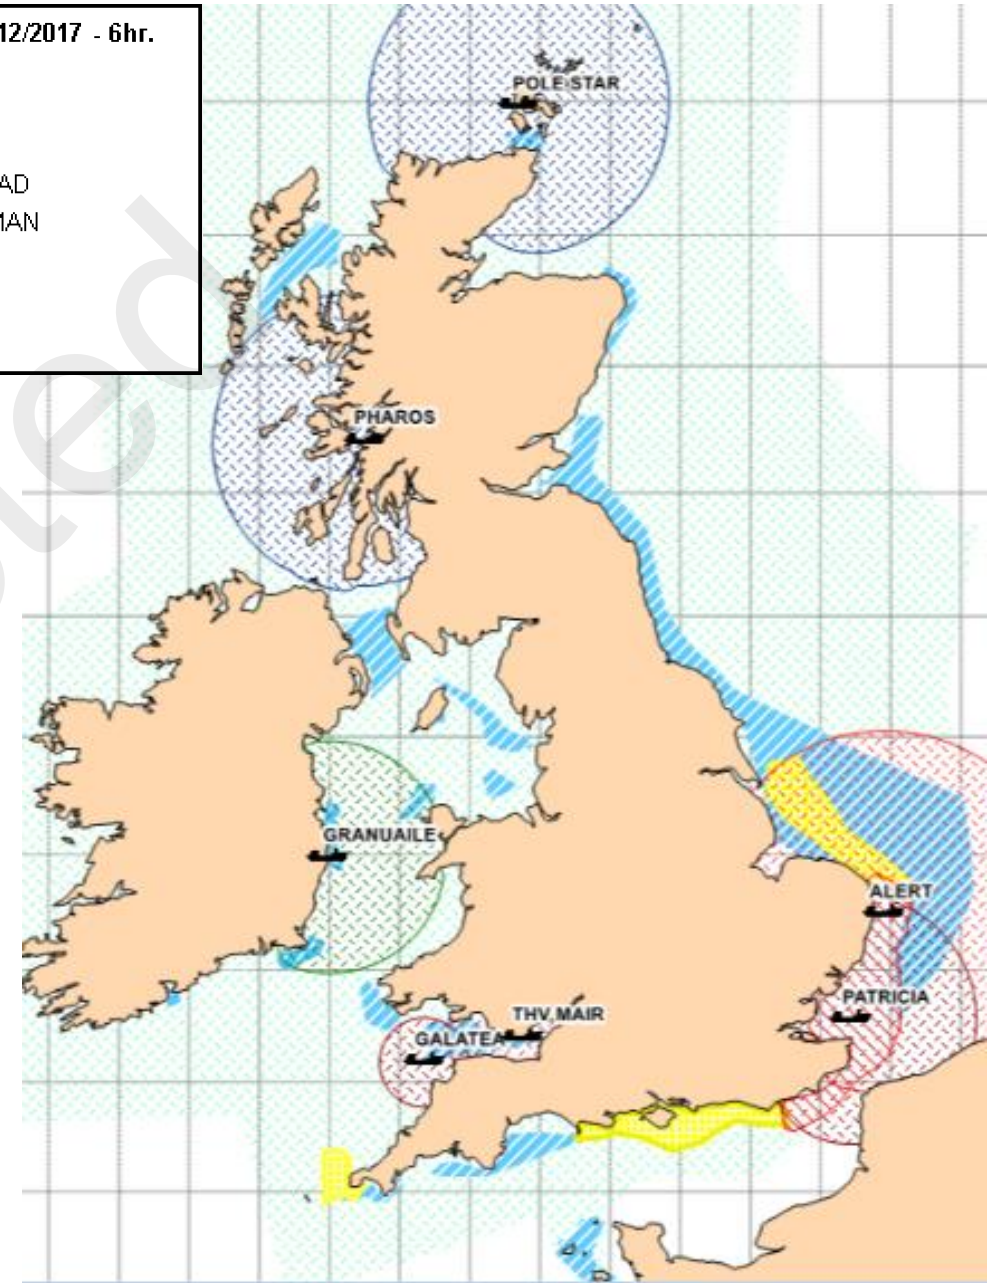 12/2017 - 6hr.
AD
MAN
POLE STAR
PHAROS
GRANUAILE
ALERT
PATRICIA
THV MAIR
GALATEA